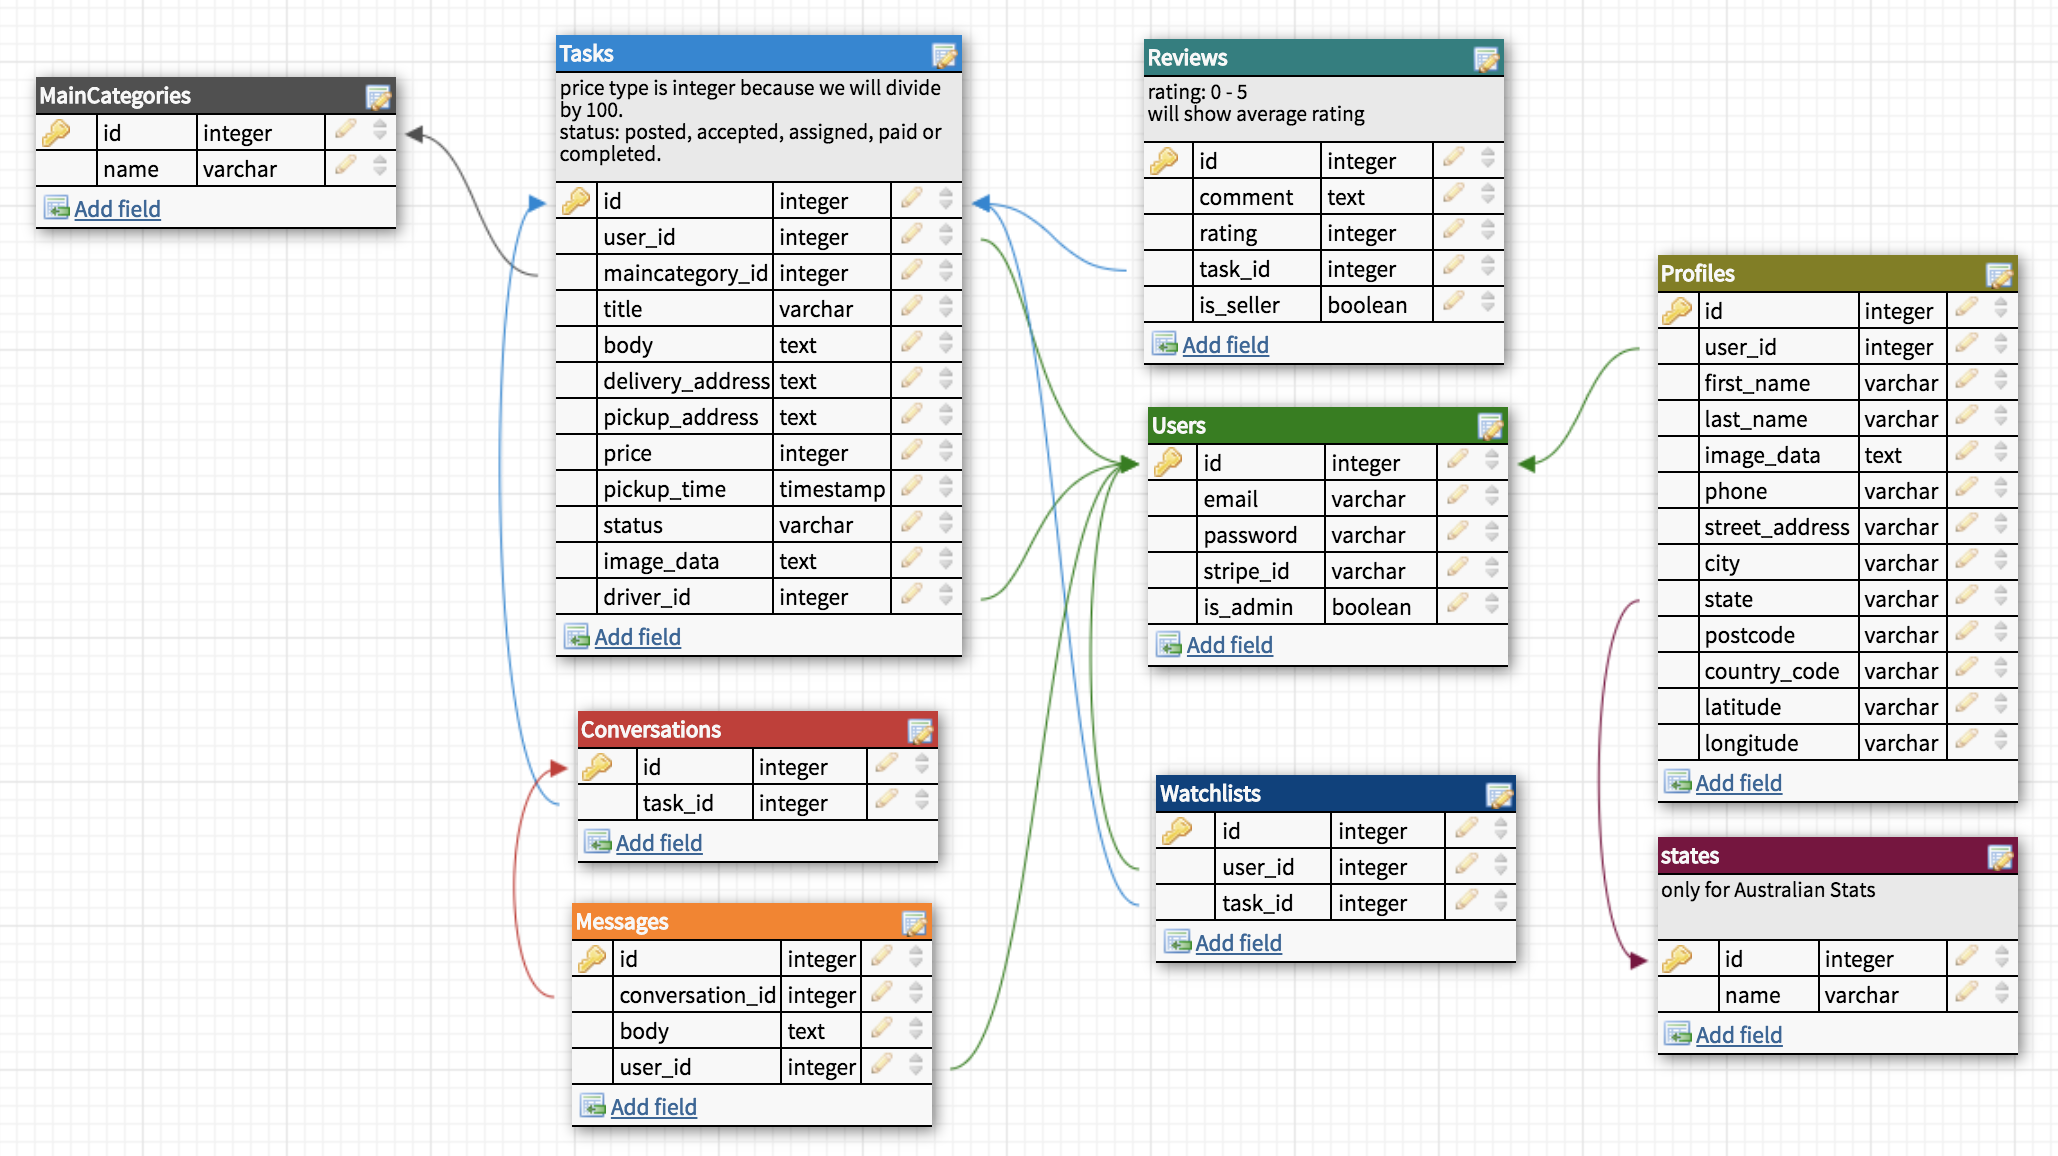 MainCategories
id integer
name varchar
Add field
Tasks
price type is integer because we will divide
by 100.
status: posted, accepted, assigned, paid or
completed.
id integer
user_id integer
maincategory_id integer
title varchar
body text
delivery_address text
pickup_address text
price integer
pickup_time timestamp
status varchar
image_data text
driver_id integer
Add field
Conversations
id integer
task_id integer
Add field
Messages
id integer
conversation_id integer
body text
user_id integer
Add field
Reviews
rating: 0 - 5
will show average rating
id integer
comment text
rating integer
task_id integer
is_seller boolean
Add field
Users
id integer
email varchar
password varchar
stripe_id varchar
is_admin boolean
Add field
Watchlists
id integer
user_id integer
task_id integer
Add field
Profiles
id integer
user_id integer
first_name varchar
last_name varchar
image_data text
phone varchar
street_address varchar
city varchar
state varchar
postcode varchar
country_code varchar
latitude varchar
longitude varchar
Add field
states
only for Australian Stats
id integer
name varchar
Add field